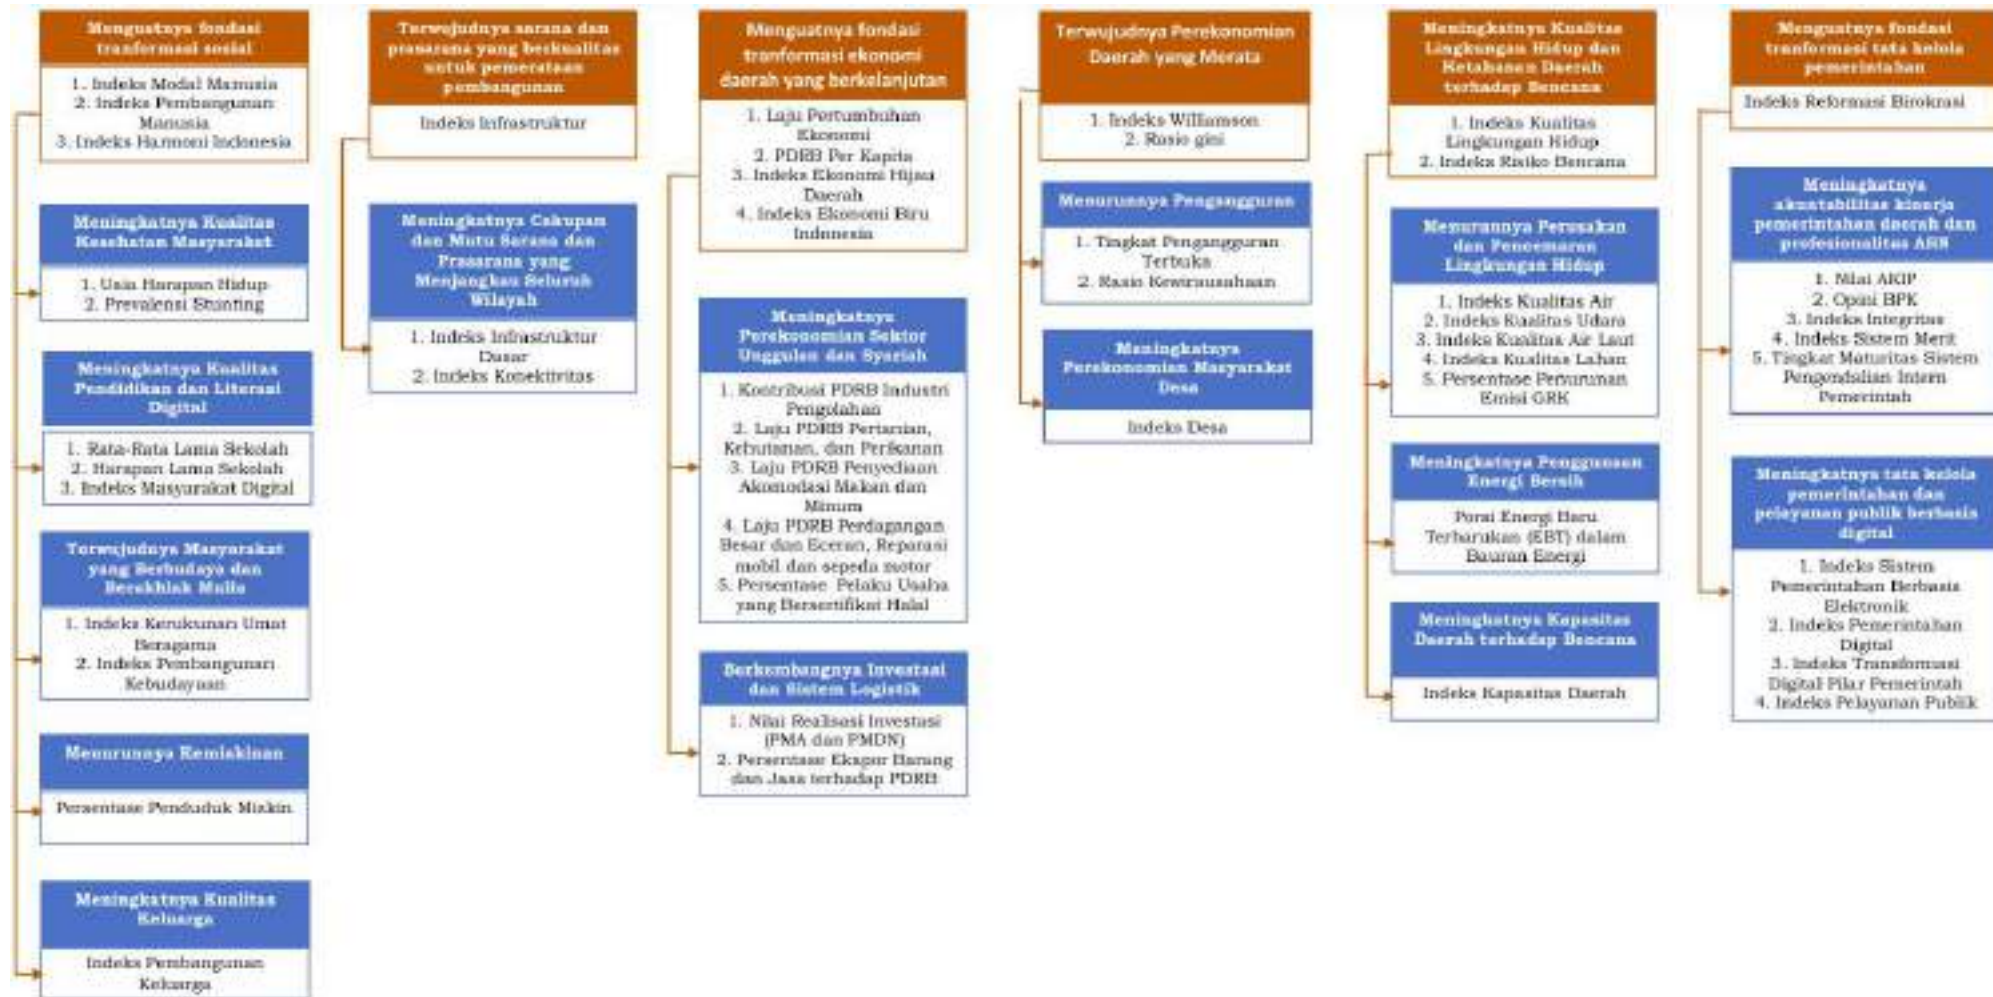 Menguatnya fondasi
tranformasi sosial
1. Indeks Modal Manusia
2. Indeks Pembangunan
Manusia
3. Indeks Harmoni Indonesia
Meningkatnya Kualitas
Kesehatan Masyarakat
1. Usia Harapan Hidup
2. Prevalensi Stunting
Meningkatnya Kualitas
Pendidikan dan Literasi
Digital
1. Rata-Rata Lama Sekolah
2. Harapan Lama Sekolah
3. Indeks Masyarakat Digital
Terwujudnya Masyarakat
yang Berbudaya dan
Berakhlak Mulia
1. Indeks Kerukunan Umat
Beragama
2. Indeks Pembangunan
Kebudayaan
Menurunnya Kemiskinan
Persentase Penduduk Miskin
Meningkatnya Kualitas
Keluarga
Indeks Pembangunan
Keluarga
Terwujudnya sarana dan
prasarana yang berkualitas
untuk pemerataan
pembangunan
Indeks Infrastruktur
Meningkatnya Cakupan
dan Mutu Sarana dan
Prasarana yang
Menjangkau Seluruh
Wilayah
1. Indeks Infrastruktur
Dasar
2. Indeks Konektivitas
Menguatnya fondasi
tranformasi ekonomi
daerah yang berkelanjutan
1. Laju Pertumbuhan
Ekonomi
2. PDRB Per Kapita
3. Indeks Ekonomi Hijau
Daerah
4. Indeks Ekonomi Biru
Indonesia
Meningkatnya
Perekonomian Sektor
Unggulan dan Syariah
1. Kontribusi PDRB Industri
Pengolahan
2. Laju PDRB Pertanian,
Kehutanan, dan Perikanan
3. Laju PDRB Penyediaan
Akomodasi Makan dan
Minum
4. Laju PDRB Perdagangan
Besar dan Eceran, Reparasi
mobil dan sepeda motor
5. Persentase Pelaku Usaha
yang Bersertifikat Halal
Berkembangnya Investasi
dan Sistem Logistik
1. Nilai Realisasi Investasi
(PMA dan PMDN)
2. Persentase Ekspor Barang
dan Jasa terhadap PDRB
Terwujudnya Perekonomian
Daerah yang Merata
1. Indeks Williamson
2. Rasio gini
Menurunnya Pengangguran
1. Tingkat Pengangguran
Terbuka
2. Rasio Kewirausahaan
Meningkatnya
Perekonomian Masyarakat
Desa
Indeks Desa
Meningkatnya Kualitas
Lingkungan Hidup dan
Ketahanan Daerah
terhadap Bencana
1. Indeks Kualitas
Lingkungan Hidup
2. Indeks Risiko Bencana
Menurunnya Perusakan
dan Pencemaran
Lingkungan Hidup
1. Indeks Kualitas Air
2. Indeks Kualitas Udara
3. Indeks Kualitas Air Laut
4. Indeks Kualitas Lahan
5. Persentase Penurunan
Emisi GRK
Meningkatnya Penggunaan
Energi Bersih
Porsi Energi Baru
Terbarukan (EBT) dalam
Bauran Energi
Meningkatnya Kapasitas
Daerah terhadap Bencana
Indeks Kapasitas Daerah
Menguatnya fondasi
tranformasi tata kelola
pemerintahan
Indeks Reformasi Birokrasi
Meningkatnya
akuntabilitas kinerja
pemerintahan daerah dan
profesionalitas ASN
1. Nilai AKIP
2. Opini BPK
3. Indeks Integritas
4. Indeks Sistem Merit
5. Tingkat Maturitas Sistem
Pengendalian Intern
Pemerintah
Meningkatnya tata kelola
pemerintahan dan
pelayanan publik berbasis
digital
1. Indeks Sistem
Pemerintahan Berbasis
Elektronik
2. Indeks Pemerintahan
Digital
3. Indeks Transformasi
Digital Pilar Pemerintah
4. Indeks Pelayanan Publik